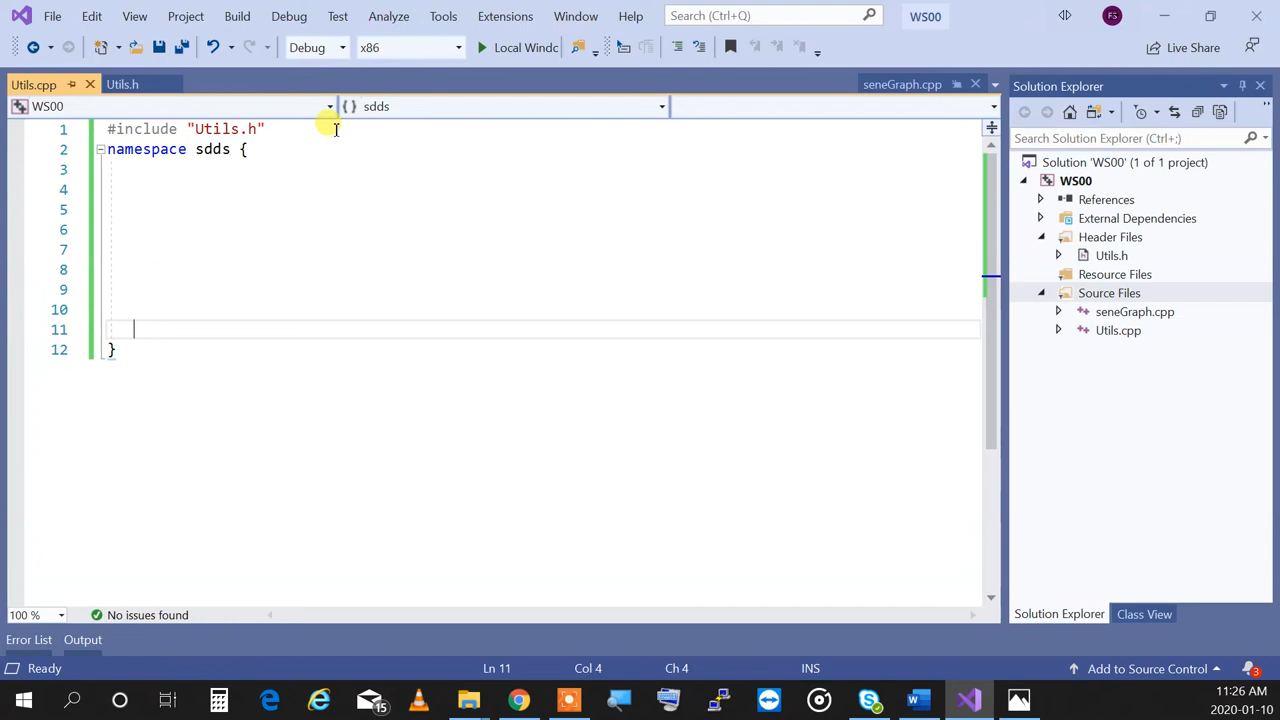 File Edit View Project Build Debug Test Analyze Tools Extensions Window Help Search (Ctrl+Q) WS00 FS
Debug x86 Local Windc Live Share
Utils.cpp Utils.h seneGraph.cpp
WS00 {} sdds
1 #include "Utils.h"
2 namespace sdds {
3
4
5
6
7
8
9
10
11
12 }
100 % No issues found
Solution Explorer
Search Solution Explorer (Ctrl+;)
Solution 'WS00' (1 of 1 project)
WS00
References
External Dependencies
Header Files
Utils.h
Resource Files
Source Files
seneGraph.cpp
Utils.cpp
Solution Explorer Class View
Error List Output
Ready Ln 11 Col 4 Ch 4 INS Add to Source Control 3
15
11:26 AM
2020-01-10